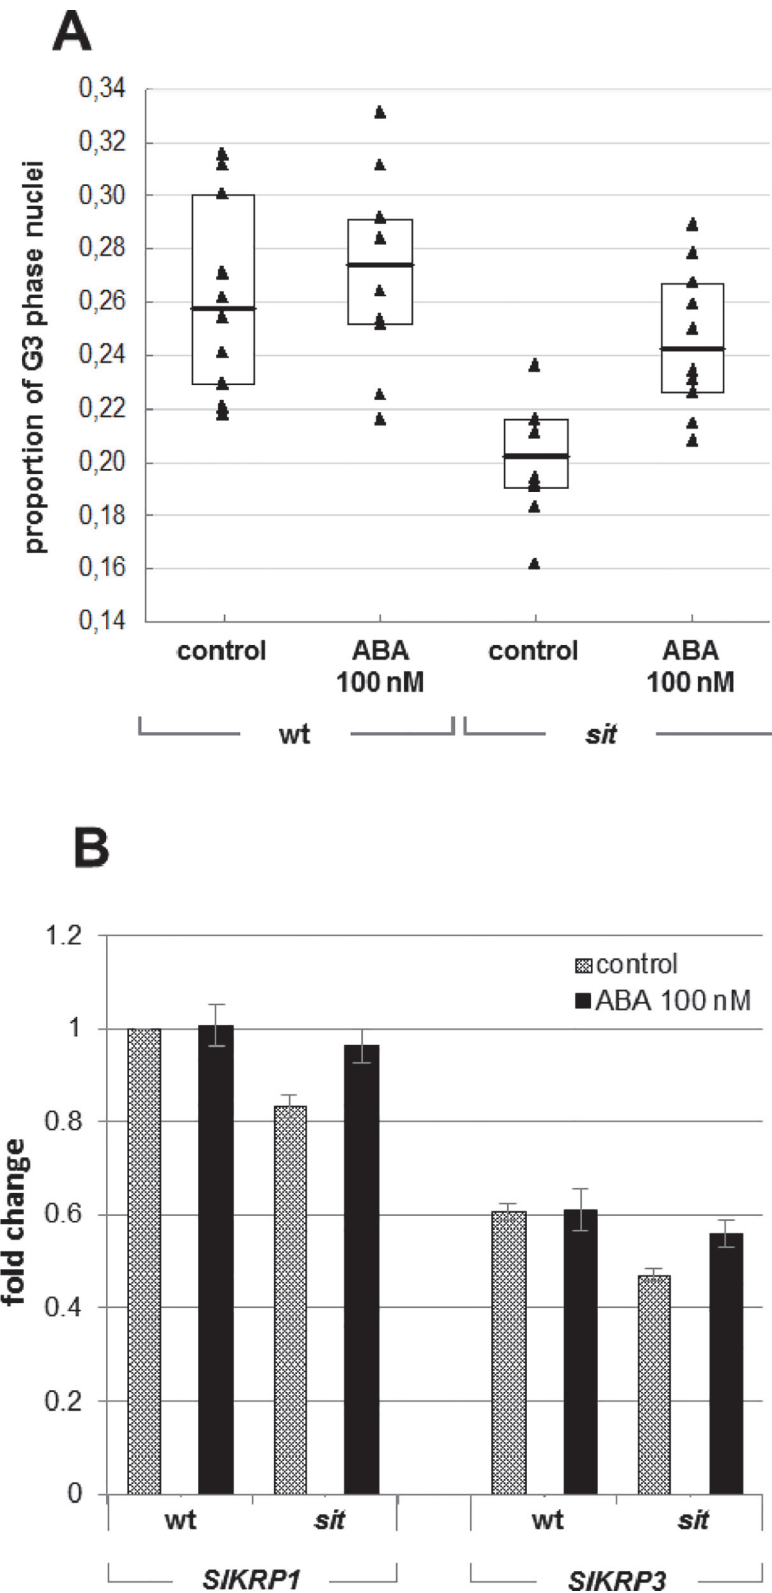 A
proportion of G3 phase nuclei
0,34
0,32
0,30
0,28
0,26
0,24
0,22
0,20
0,18
0,16
0,14
control ABA control ABA
100 nM 100 nM
wt sit
B
fold change
1.2
1
0.8
0.6
0.4
0.2
0
control
ABA 100 nM
wt sit wt sit
SlKRP1 SlKRP3